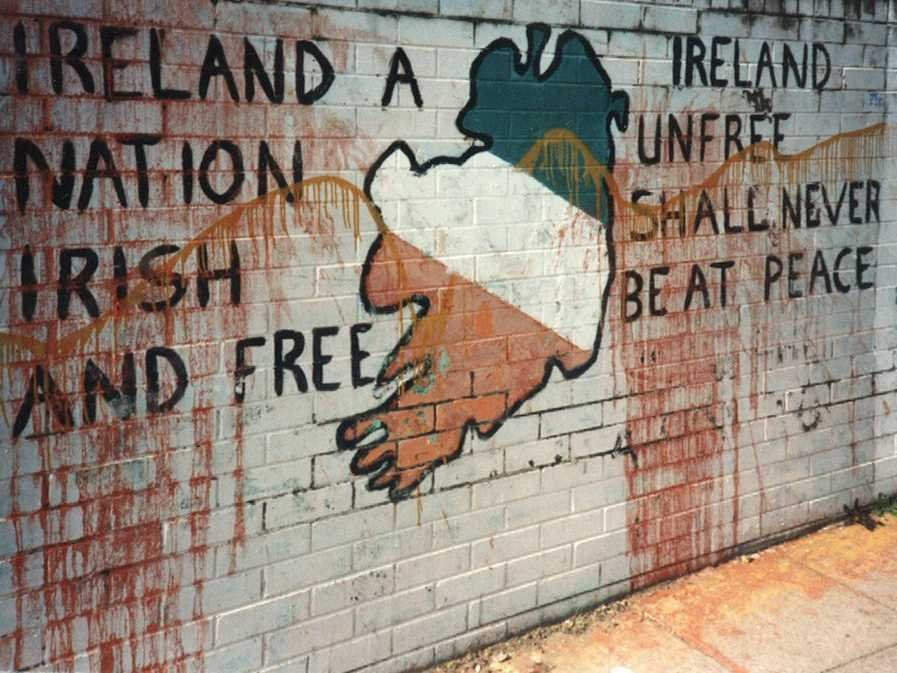 IRELAND A
NATION
IRISH
AND FREE
IRELAND
UNFREE
SHALL NEVER
BE AT PEACE